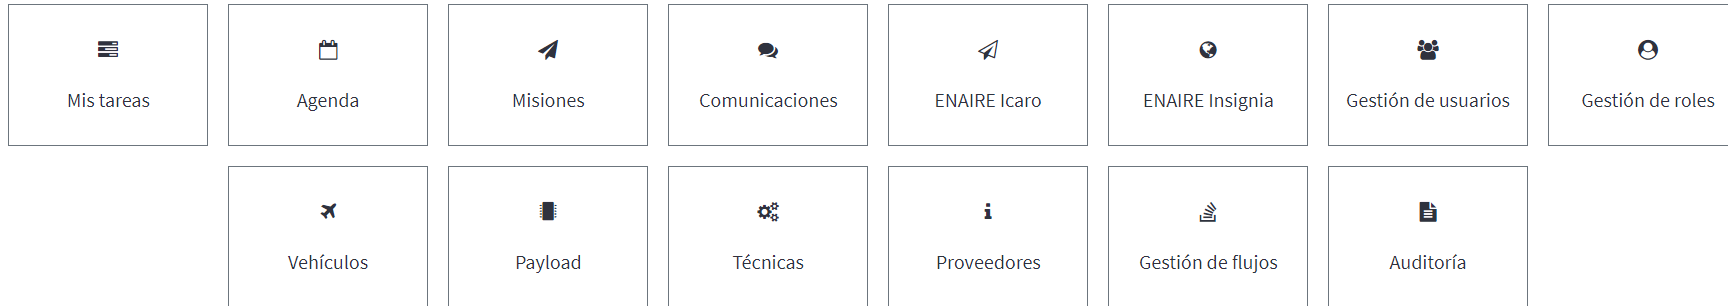 Mis tareas
Agenda
Misiones
Comunicaciones
ENAIRE Icaro
ENAIRE Insignia
Gestión de usuarios
Gestión de roles
Vehículos
Payload
Técnicas
Proveedores
Gestión de flujos
Auditoría